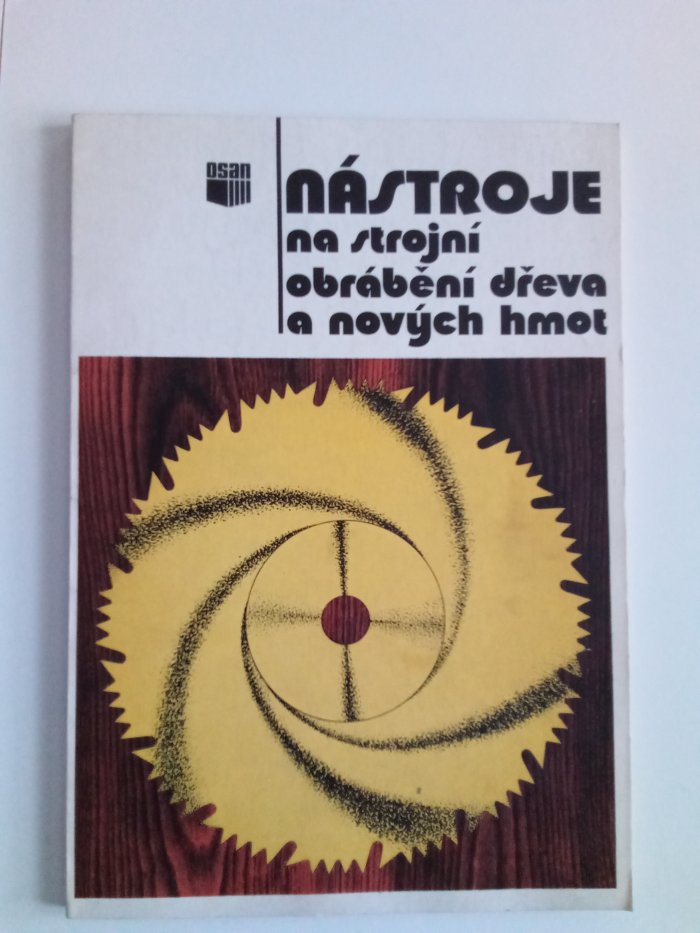 osan
NÁSTROJE
na strojní
obrábění dřeva
a nových hmot